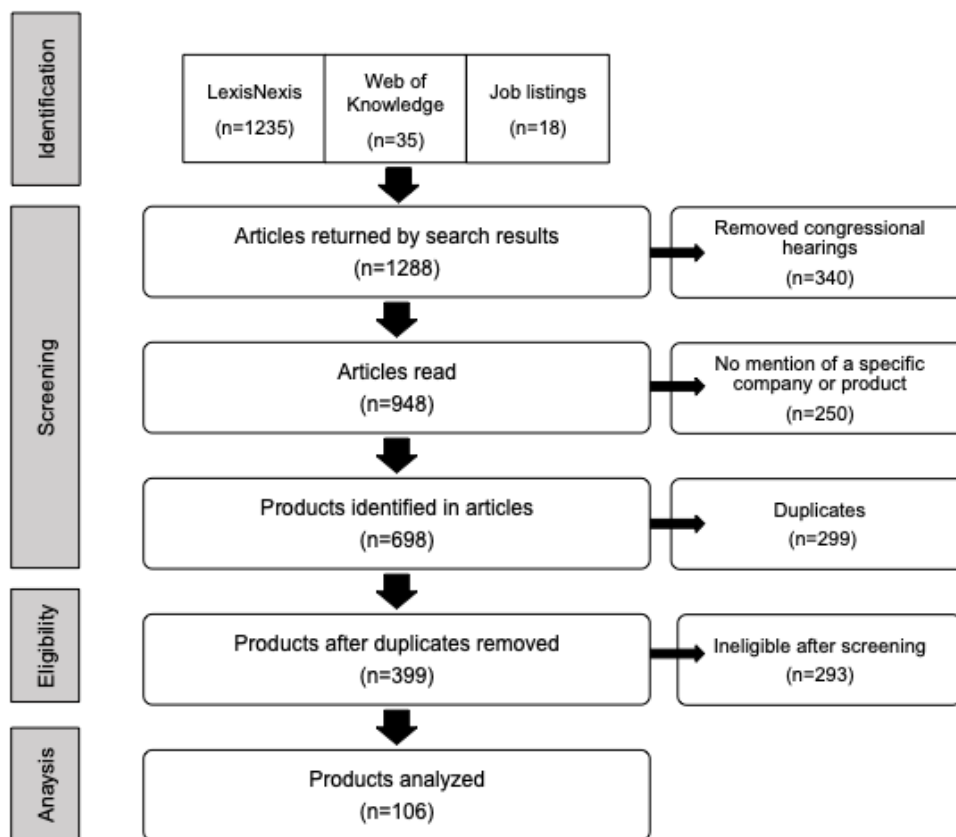 Identification
LexisNexis
(n=1235)
Web of
Knowledge
(n=35)
Job listings
(n=18)
Screening
Articles returned by search results
(n=1288)
Removed congressional
hearings
(n=340)
Articles read
(n=948)
No mention of a specific
company or product
(n=250)
Products identified in articles
(n=698)
Duplicates
(n=299)
Eligibility
Products after duplicates removed
(n=399)
Ineligible after screening
(n=293)
Anaysis
Products analyzed
(n=106)